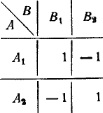 B
A B₁ B₂
A₁ 1 —1
A₂ —1 1